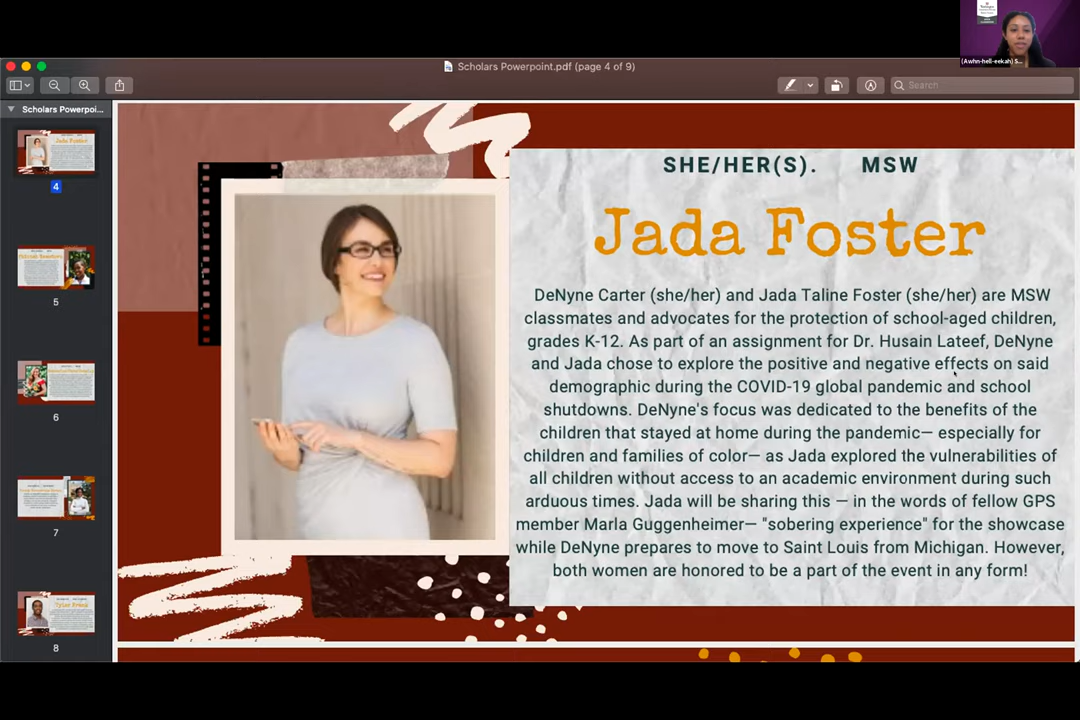 (Awhn-hell-eekah) S...
Scholars Powerpoint.pdf (page 4 of 9)
Search
Scholars Powerpoi...
Jada Foster
4
5
6
7
Tyler Frank
8
SHE/HER(S). MSW
Jada Foster
DeNyne Carter (she/her) and Jada Taline Foster (she/her) are MSW
classmates and advocates for the protection of school-aged children,
grades K-12. As part of an assignment for Dr. Husain Lateef, DeNyne
and Jada chose to explore the positive and negative effects on said
demographic during the COVID-19 global pandemic and school
shutdowns. DeNyne's focus was dedicated to the benefits of the
children that stayed at home during the pandemic— especially for
children and families of color— as Jada explored the vulnerabilities of
all children without access to an academic environment during such
arduous times. Jada will be sharing this — in the words of fellow GPS
member Marla Guggenheimer— "sobering experience" for the showcase
while DeNyne prepares to move to Saint Louis from Michigan. However,
both women are honored to be a part of the event in any form!